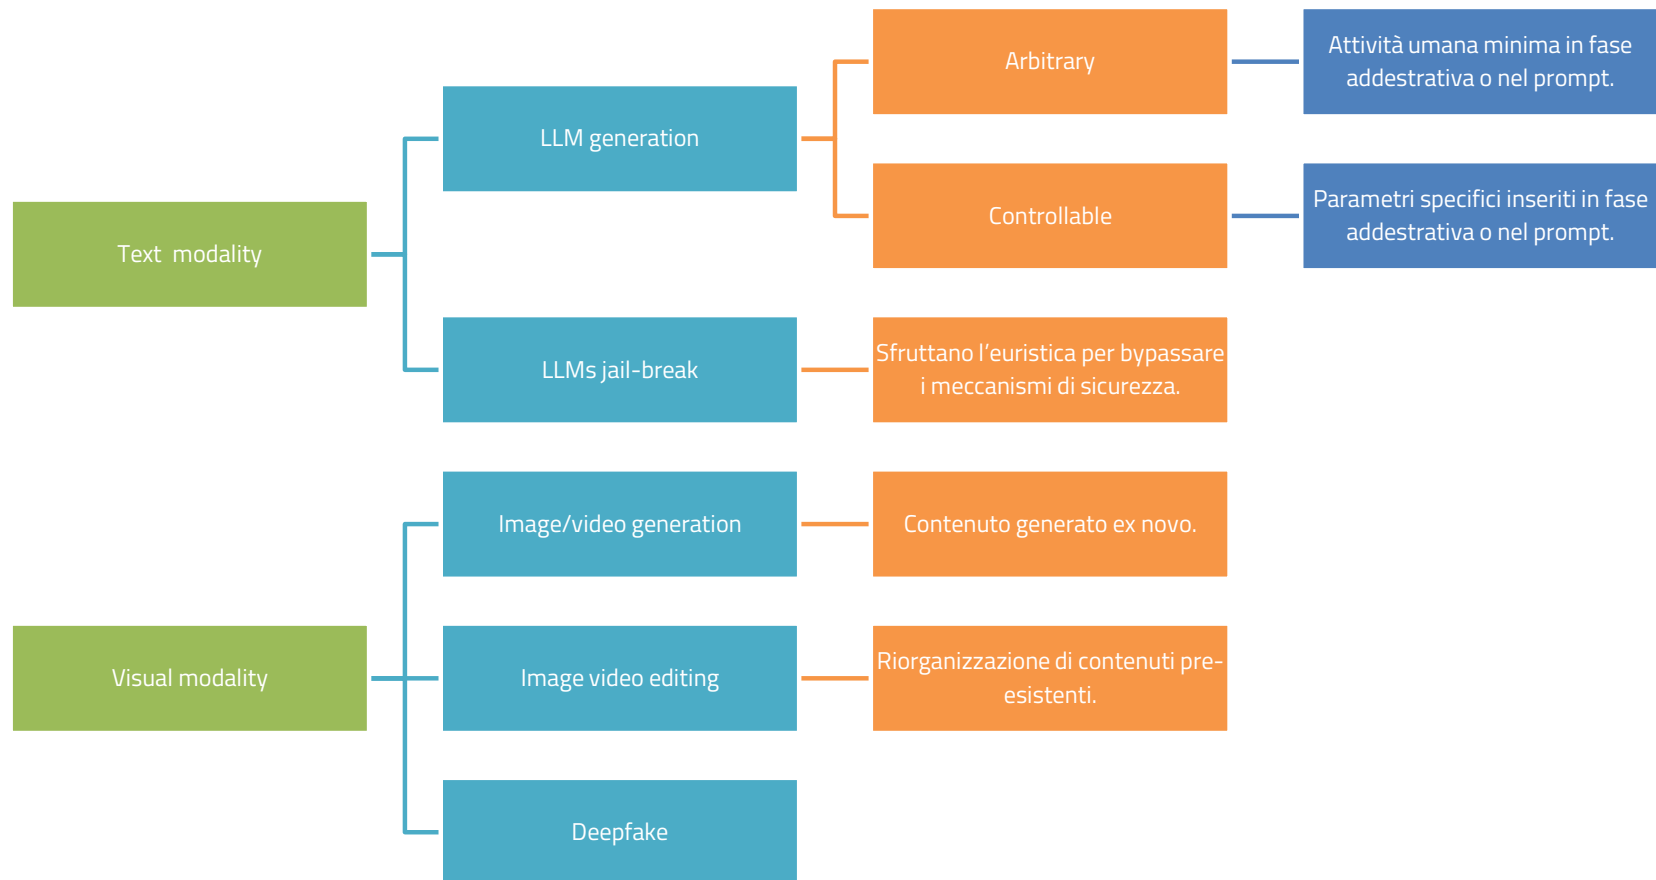 Text  modality
LLM generation
Arbitrary
Attività umana minima in fase
addestrativa o nel prompt.
Controllable
Parametri specifici inseriti in fase
addestrativa o nel prompt.
LLMs jail-break
Sfruttano l’euristica per bypassare
i meccanismi di sicurezza.
Visual modality
Image/video generation
Contenuto generato ex novo.
Image video editing
Riorganizzazione di contenuti pre-
esistenti.
Deepfake